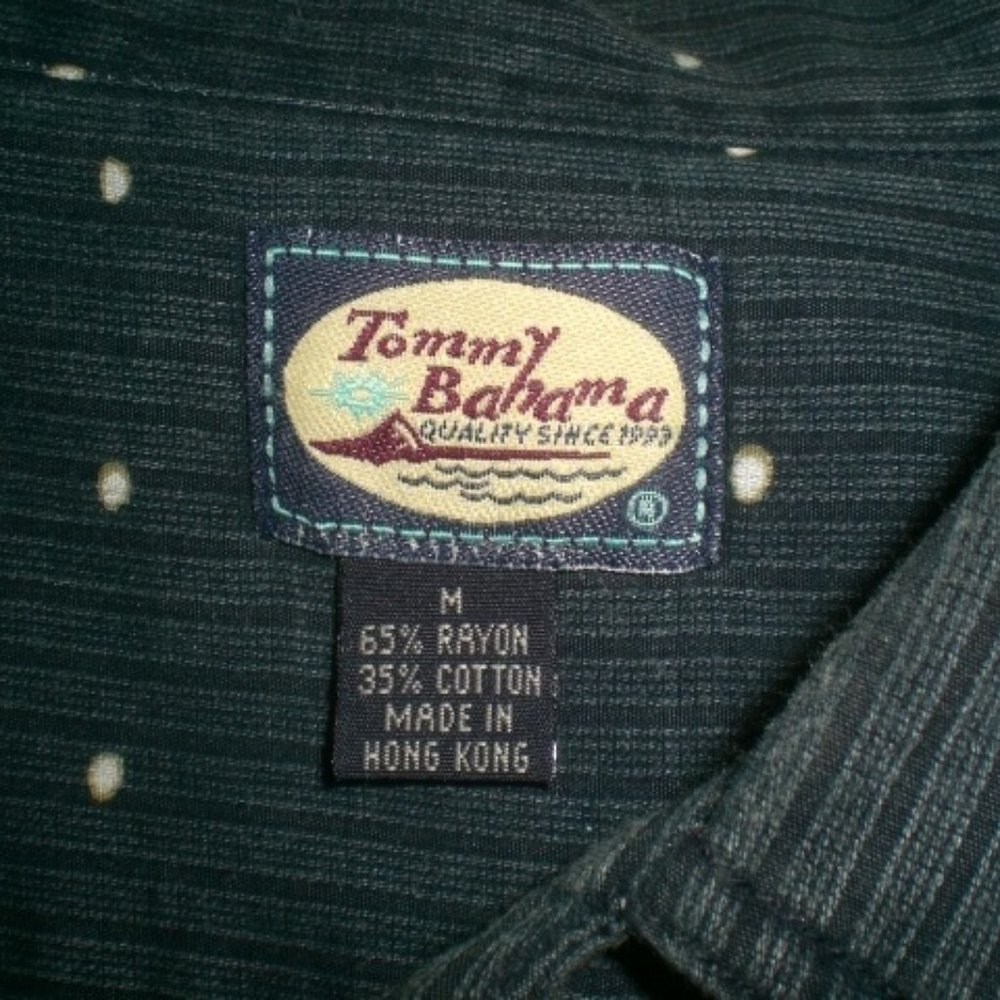 Tommy
Bahama
QUALITY SINCE 1993
®
M
65% RAYON
35% COTTON
MADE IN
HONG KONG